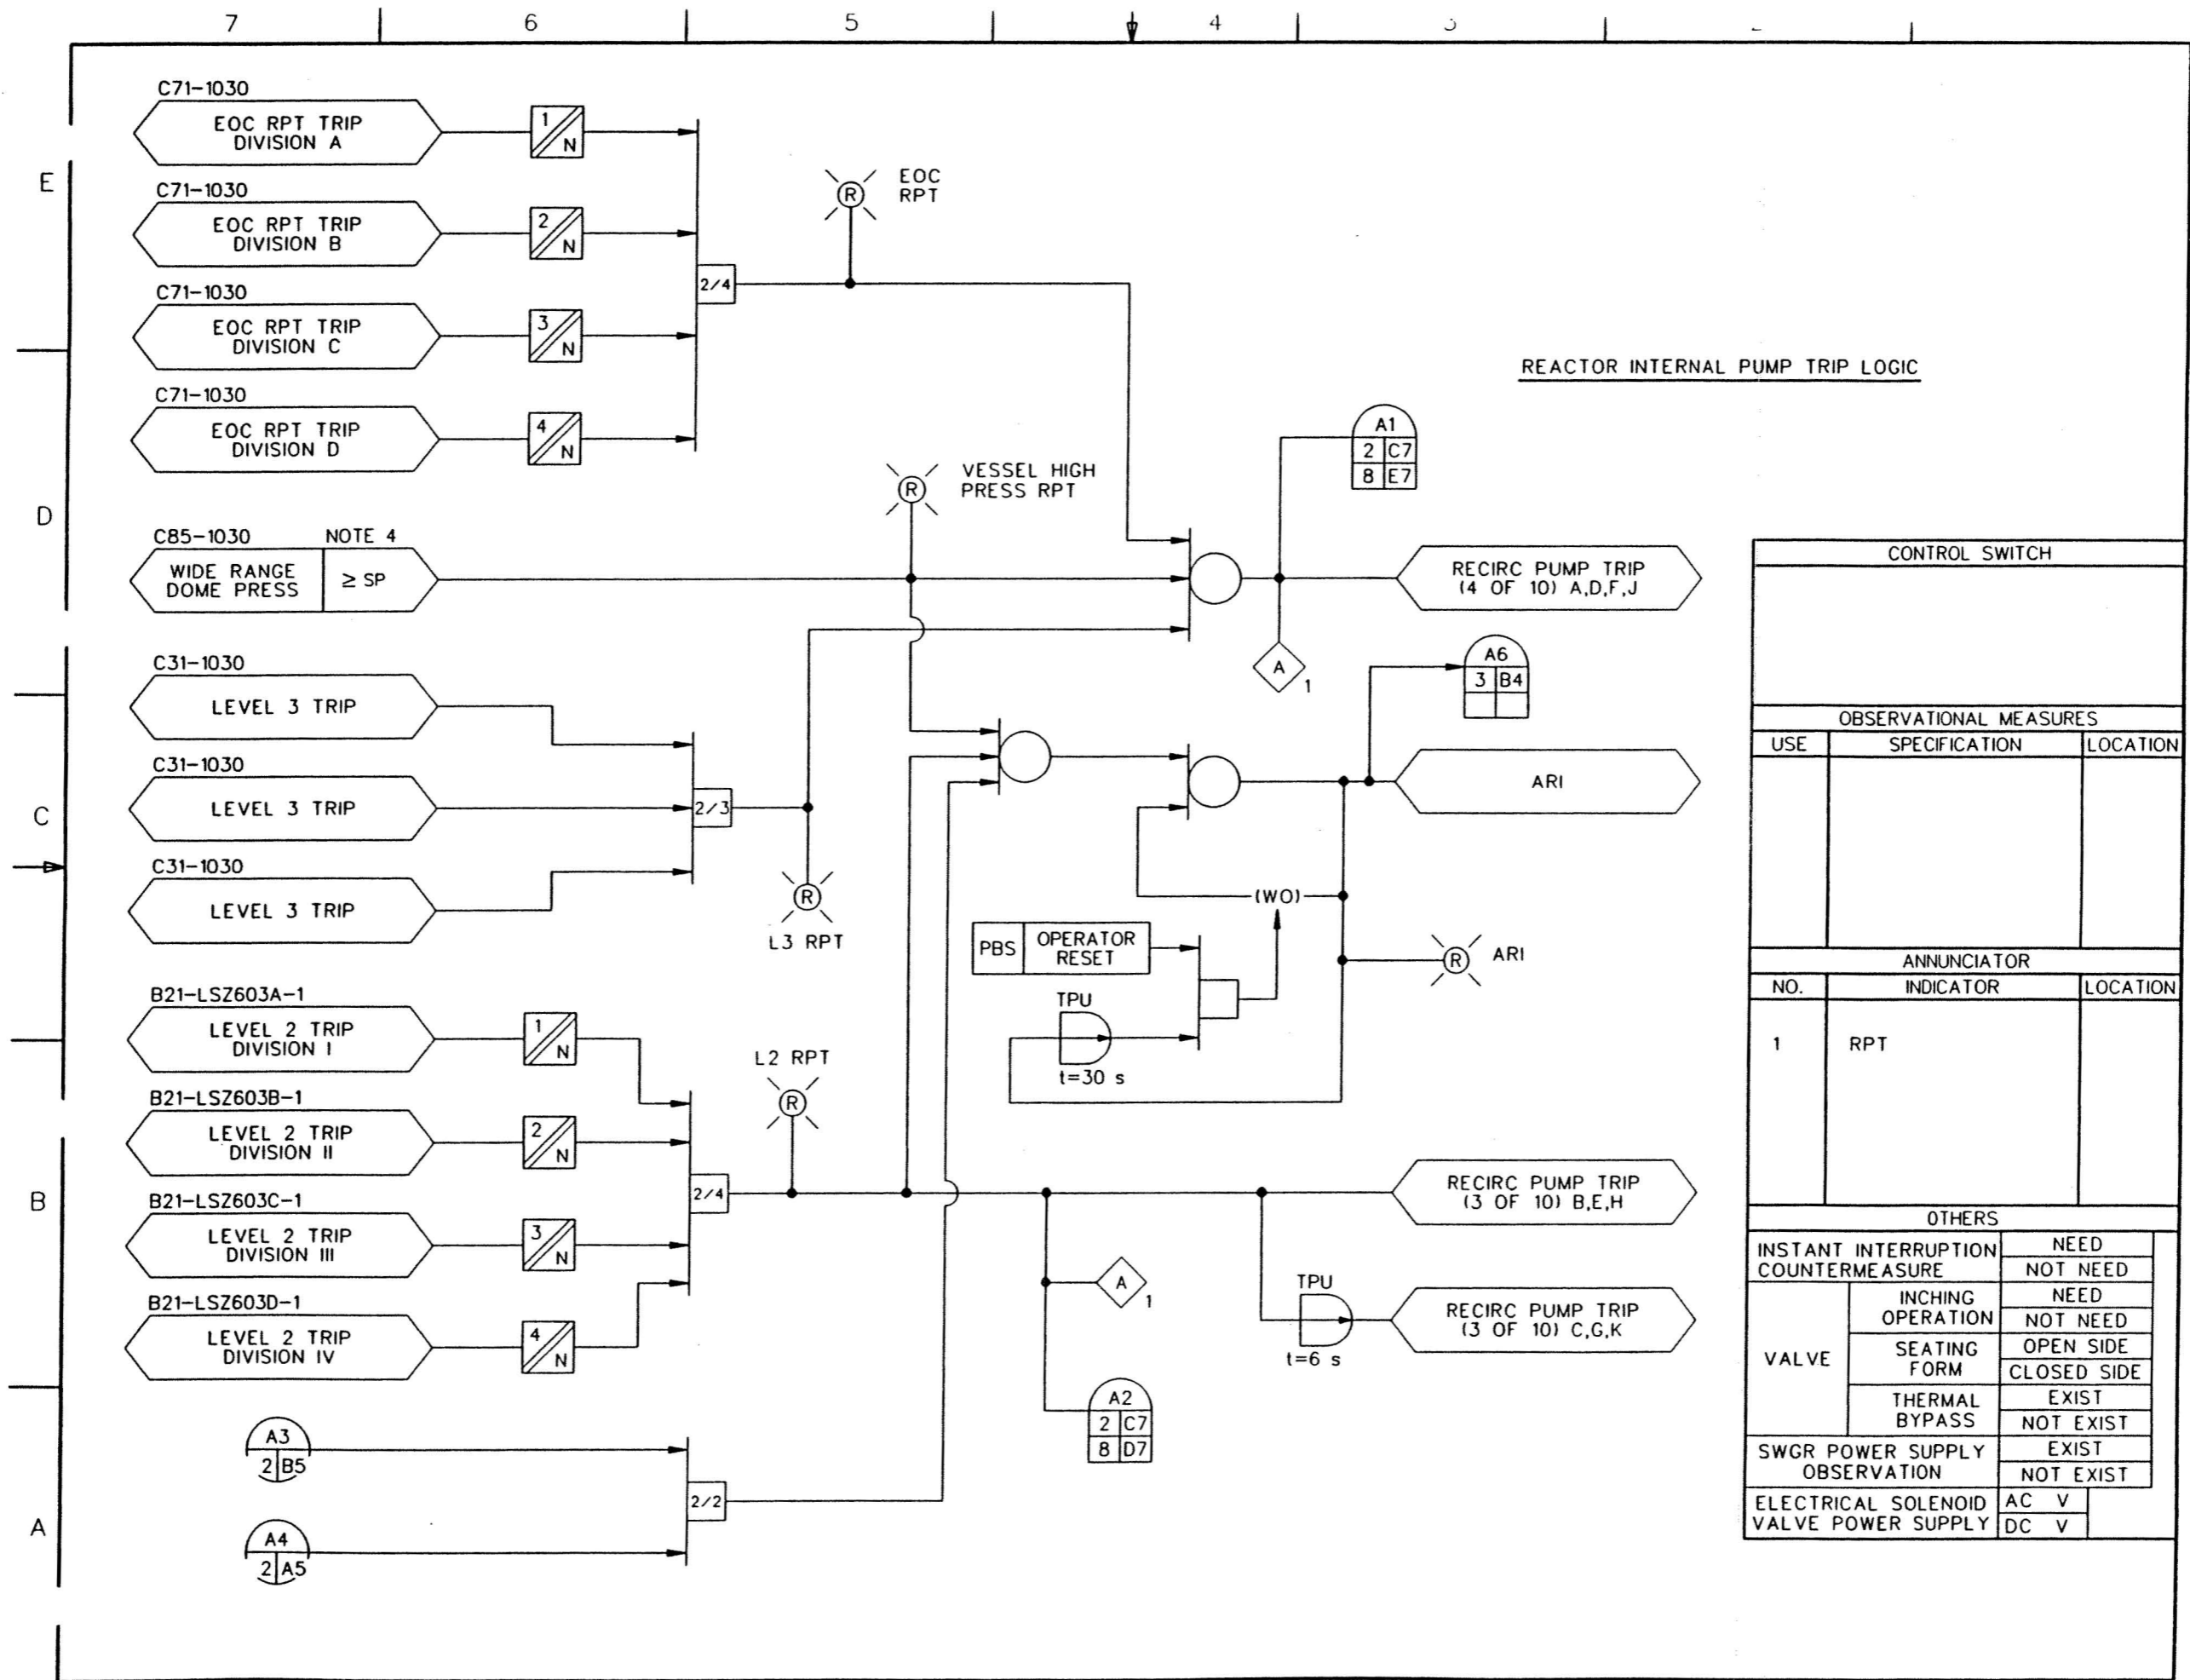 7 6 5 4
E
D
C
B
A
C71-1030
EOC RPT TRIP
DIVISION A
1
N
C71-1030
EOC RPT TRIP
DIVISION B
2
N
C71-1030
EOC RPT TRIP
DIVISION C
3
N
C71-1030
EOC RPT TRIP
DIVISION D
4
N
2/4
R
EOC
RPT
REACTOR INTERNAL PUMP TRIP LOGIC
R
VESSEL HIGH
PRESS RPT
A1
2 C7
8 E7
C85-1030 NOTE 4
WIDE RANGE
DOME PRESS
≥ SP
RECIRC PUMP TRIP
(4 OF 10) A,D,F,J
A
1
A6
3 B4
C31-1030
LEVEL 3 TRIP
C31-1030
LEVEL 3 TRIP
C31-1030
LEVEL 3 TRIP
2/3
R
L3 RPT
ARI
(WO)
PBS
OPERATOR
RESET
TPU
t=30 s
R
ARI
B21-LSZ603A-1
LEVEL 2 TRIP
DIVISION I
1
N
B21-LSZ603B-1
LEVEL 2 TRIP
DIVISION II
2
N
B21-LSZ603C-1
LEVEL 2 TRIP
DIVISION III
3
N
B21-LSZ603D-1
LEVEL 2 TRIP
DIVISION IV
4
N
2/4
L2 RPT
R
RECIRC PUMP TRIP
(3 OF 10) B,E,H
A
1
TPU
t=6 s
RECIRC PUMP TRIP
(3 OF 10) C,G,K
A2
2 C7
8 D7
A3
2 B5
A4
2 A5
2/2
CONTROL SWITCH
OBSERVATIONAL MEASURES
USE SPECIFICATION LOCATION
ANNUNCIATOR
NO. INDICATOR LOCATION
1 RPT
OTHERS
INSTANT INTERRUPTION
COUNTERMEASURE
NEED
NOT NEED
VALVE
INCHING
OPERATION
NEED
NOT NEED
SEATING
FORM
OPEN SIDE
CLOSED SIDE
THERMAL
BYPASS
EXIST
NOT EXIST
SWGR POWER SUPPLY
OBSERVATION
EXIST
NOT EXIST
ELECTRICAL SOLENOID
VALVE POWER SUPPLY
AC V
DC V